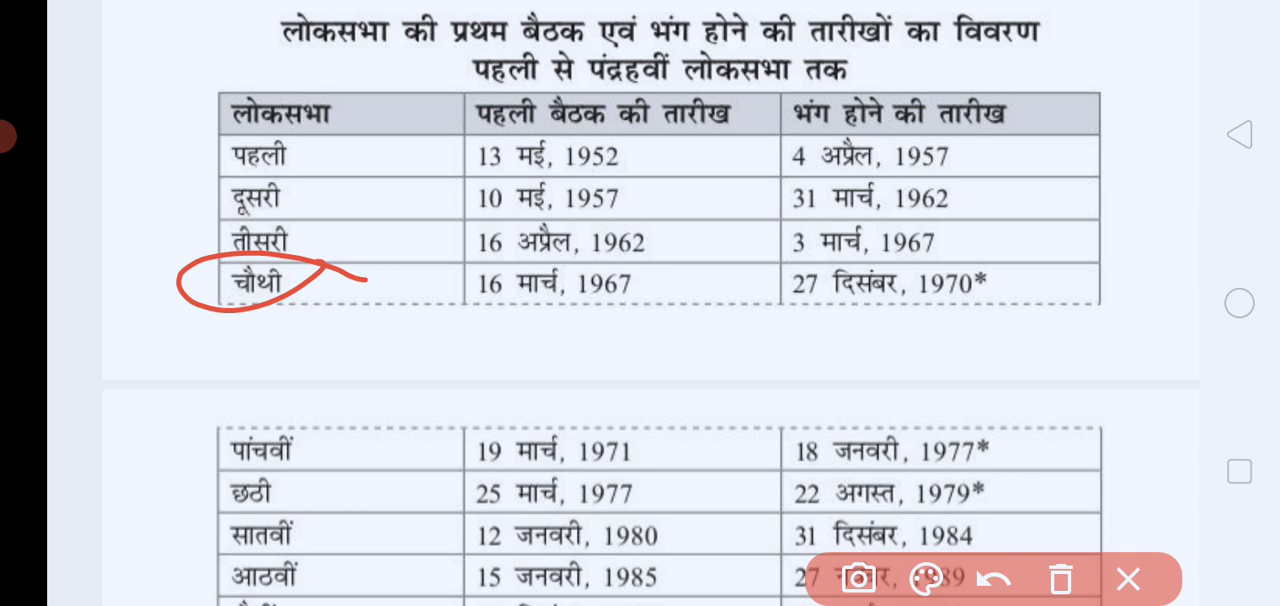 लोकसभा की प्रथम बैठक एवं भंग होने की तारीखों का विवरण
पहली से पंद्रहवीं लोकसभा तक
लोकसभा पहली बैठक की तारीख भंग होने की तारीख
पहली 13 मई, 1952 4 अप्रैल, 1957
दूसरी 10 मई, 1957 31 मार्च, 1962
तीसरी 16 अप्रैल, 1962 3 मार्च, 1967
चौथी 16 मार्च, 1967 27 दिसंबर, 1970*
पांचवीं 19 मार्च, 1971 18 जनवरी, 1977*
छठी 25 मार्च, 1977 22 अगस्त, 1979*
सातवीं 12 जनवरी, 1980 31 दिसंबर, 1984
आठवीं 15 जनवरी, 1985 27